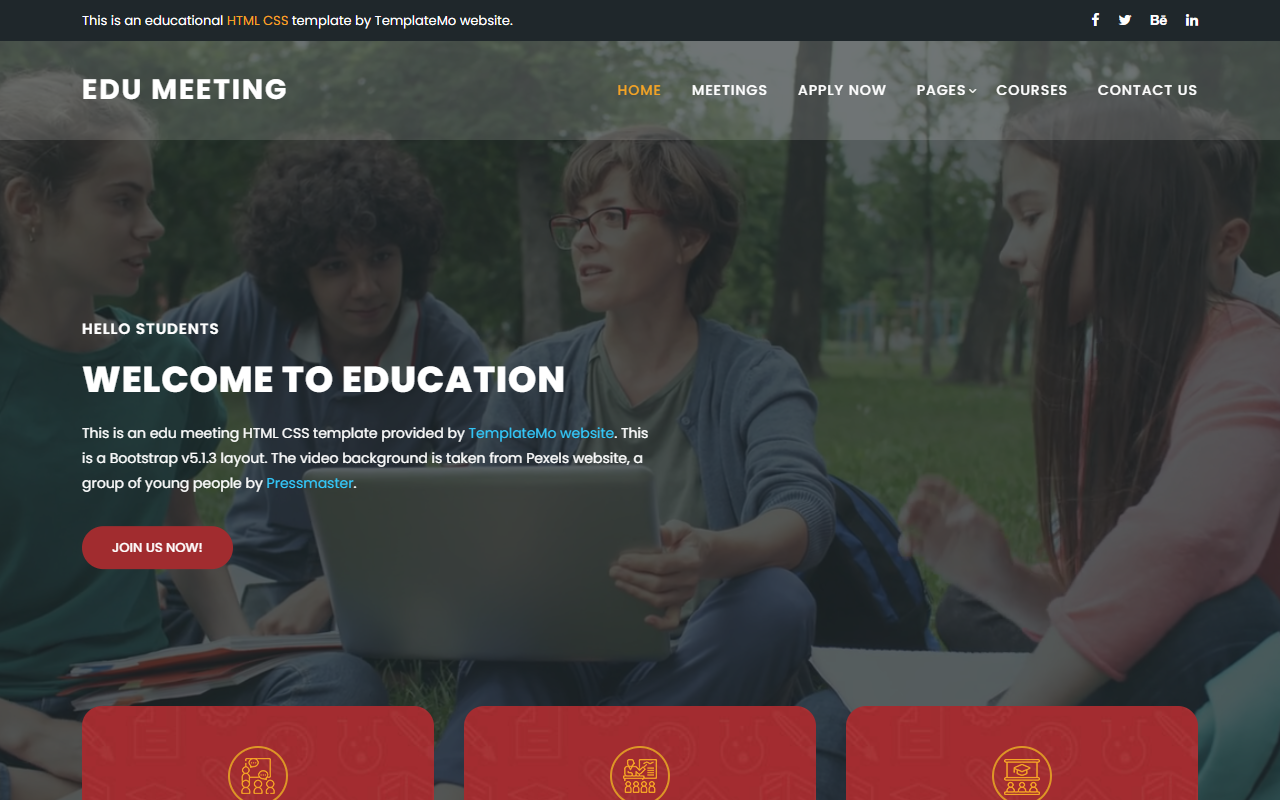 This is an educational HTML CSS template by TemplateMo website.
Bē
EDU MEETING
HOME MEETINGS APPLY NOW PAGES COURSES CONTACT US
HELLO STUDENTS
WELCOME TO EDUCATION
This is an edu meeting HTML CSS template provided by TemplateMo website. This
is a Bootstrap v5.1.3 layout. The video background is taken from Pexels website, a
group of young people by Pressmaster.
JOIN US NOW!